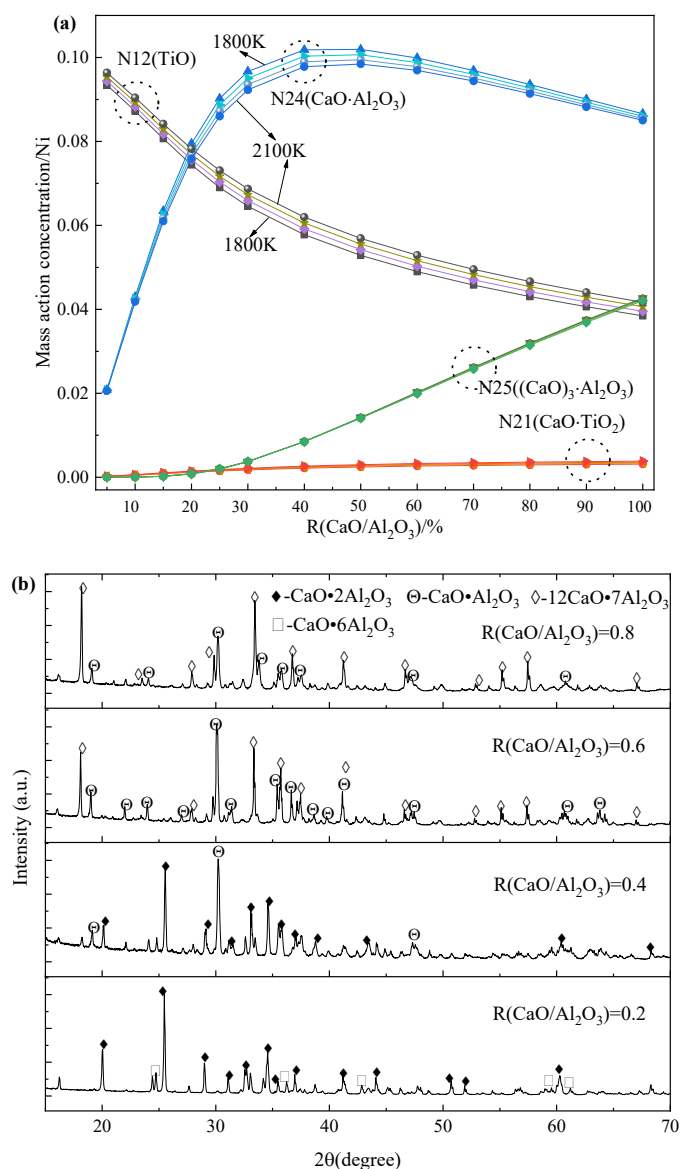 (a)
0.10
0.08
0.06
0.04
0.02
0.00
Mass action concentration/Ni
N12(TiO)
1800K
N24(CaO·Al₂O₃)
2100K
1800K
N25((CaO)₃·Al₂O₃)
N21(CaO·TiO₂)
10 20 30 40 50 60 70 80 90 100
R(CaO/Al₂O₃)/%
(b)
◆-CaO•2Al₂O₃ Θ-CaO•Al₂O₃ ◇-12CaO•7Al₂O₃
□-CaO•6Al₂O₃
R(CaO/Al₂O₃)=0.8
R(CaO/Al₂O₃)=0.6
R(CaO/Al₂O₃)=0.4
R(CaO/Al₂O₃)=0.2
Intensity (a.u.)
20 30 40 50 60 70
2θ(degree)